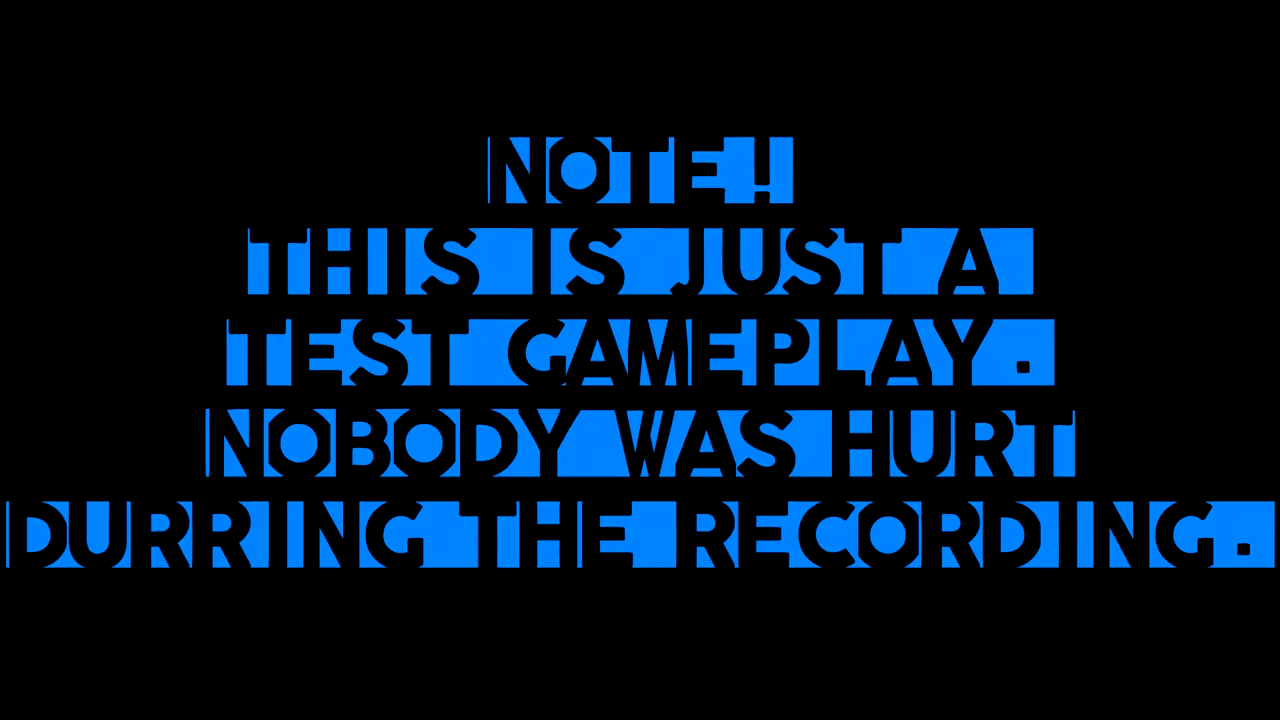 NOTE!
THIS IS JUST A
TEST GAMEPLAY.
NOBODY WAS HURT
DURRING THE RECORDING.